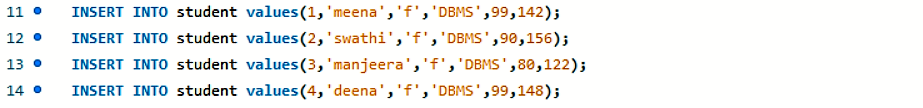 11 INSERT INTO student values(1,'meena','f','DBMS',99,142);
12 INSERT INTO student values(2,'swathi','f','DBMS',90,156);
13 INSERT INTO student values(3,'manjeera','f','DBMS',80,122);
14 INSERT INTO student values(4,'deena','f','DBMS',99,148);